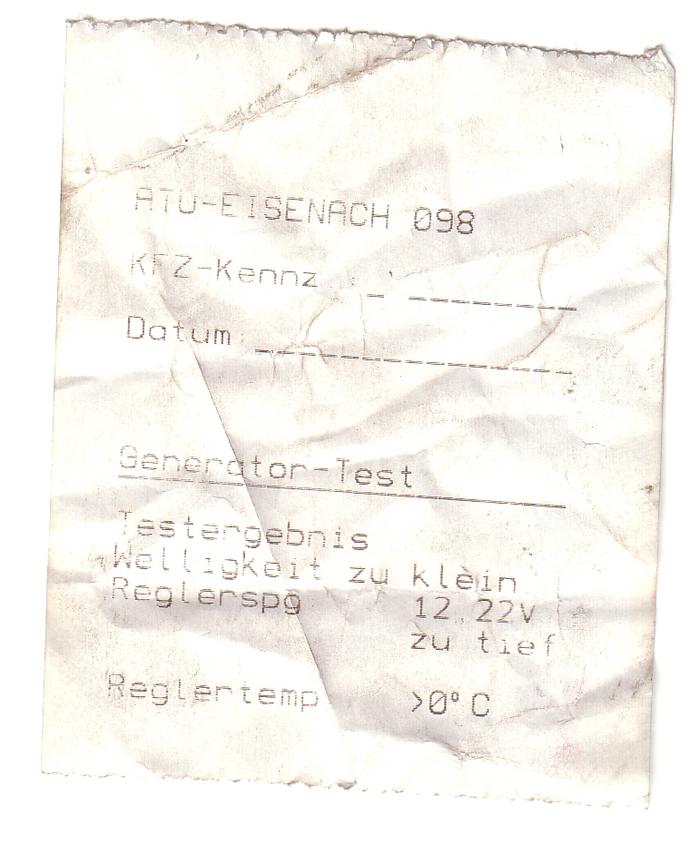 ATU-EISENACH 098
KFZ-Kennz
Datum
Generator-Test
Testergebnis
Welligkeit zu klein
Reglerspg 12.22V
zu tief
Reglertemp >0°C